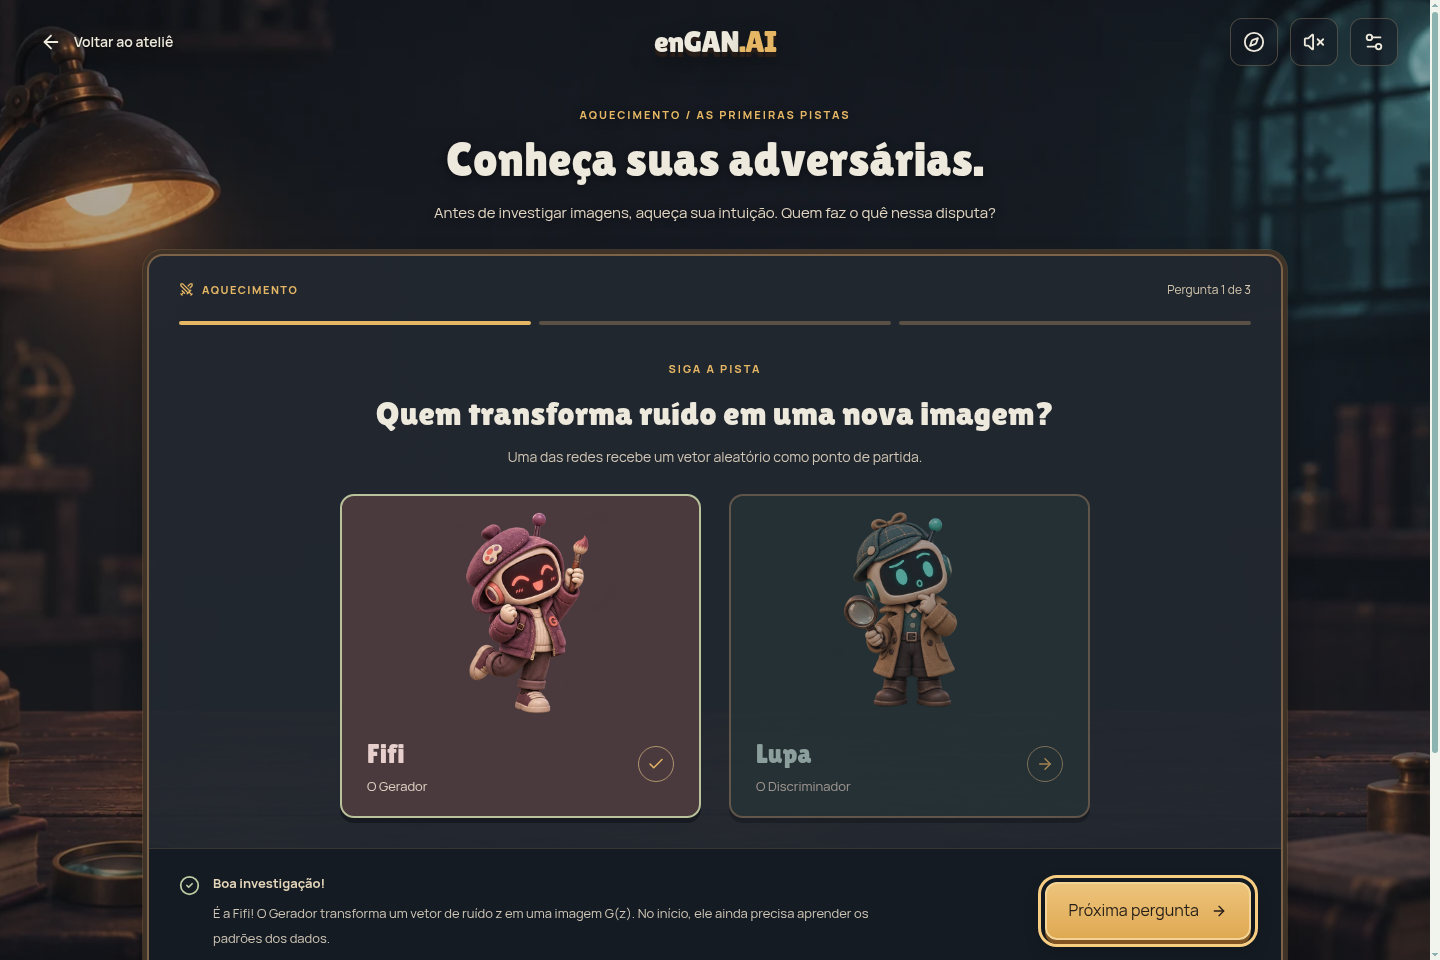 Voltar ao ateliê
enGAN.AI
AQUECIMENTO / AS PRIMEIRAS PISTAS
Conheça suas adversárias.
Antes de investigar imagens, aqueça sua intuição. Quem faz o quê nessa disputa?
AQUECIMENTO
Pergunta 1 de 3
SIGA A PISTA
Quem transforma ruído em uma nova imagem?
Uma das redes recebe um vetor aleatório como ponto de partida.
G
Fifi
O Gerador
Lupa
O Discriminador
Boa investigação!
É a Fifi! O Gerador transforma um vetor de ruído z em uma imagem G(z). No início, ele ainda precisa aprender os
padrões dos dados.
Próxima pergunta